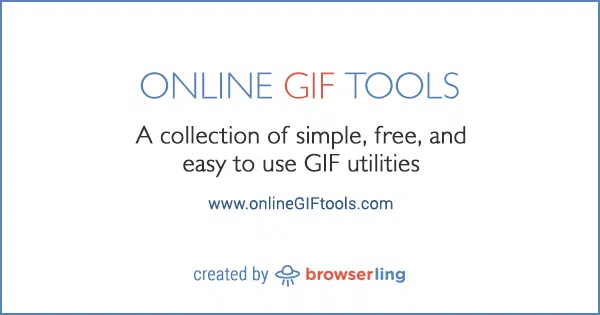 ONLINE GIF TOOLS
A collection of simple, free, and
easy to use GIF utilities
www.onlineGIFtools.com
created by browserling